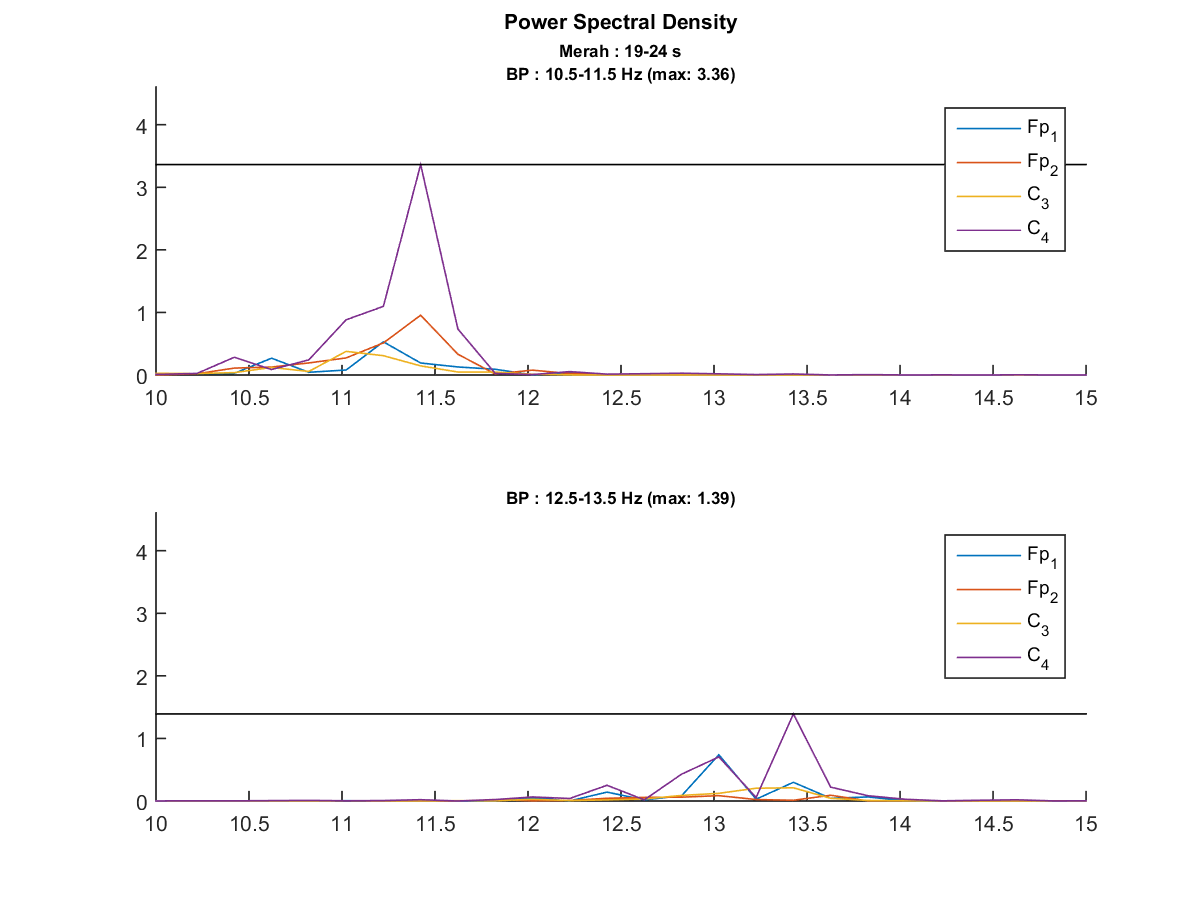 Power Spectral Density
Merah : 19-24 s
BP : 10.5-11.5 Hz (max: 3.36)
4
3
2
1
0
10 10.5 11 11.5 12 12.5 13 13.5 14 14.5 15
Fp1
Fp2
C3
C4
BP : 12.5-13.5 Hz (max: 1.39)
4
3
2
1
0
10 10.5 11 11.5 12 12.5 13 13.5 14 14.5 15
Fp1
Fp2
C3
C4